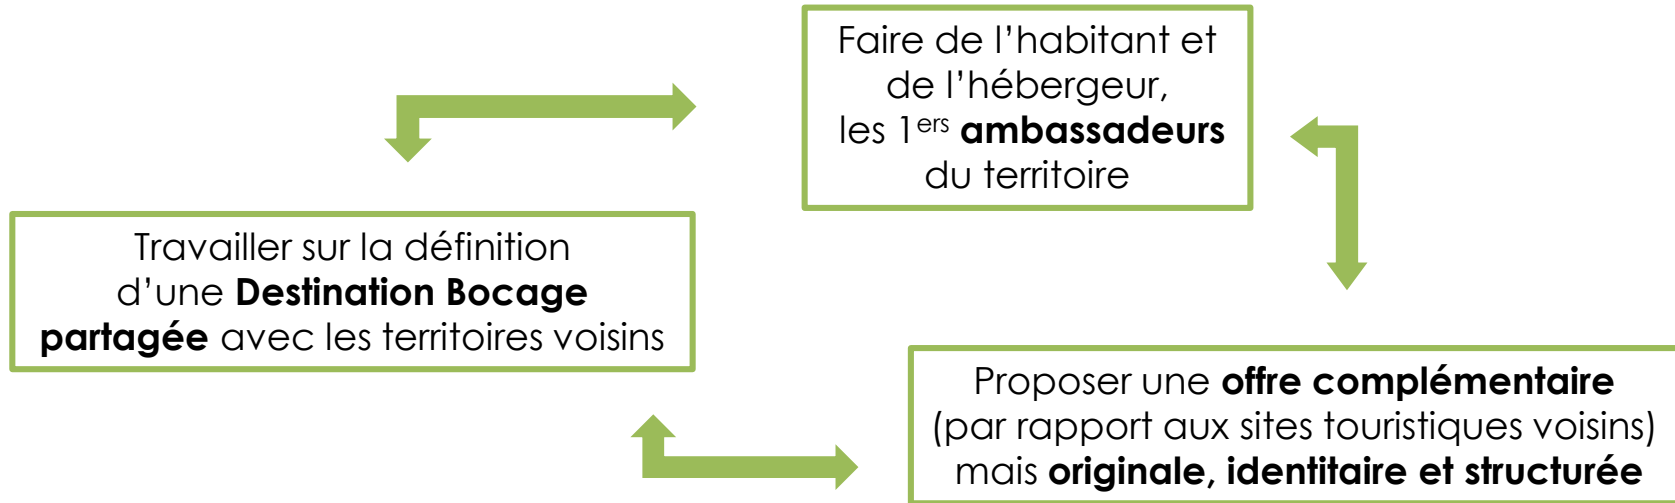 Faire de l’habitant et
de l’hébergeur,
les 1ers ambassadeurs
du territoire
Travailler sur la définition
d’une Destination Bocage
partagée avec les territoires voisins
Proposer une offre complémentaire
(par rapport aux sites touristiques voisins)
mais originale, identitaire et structurée